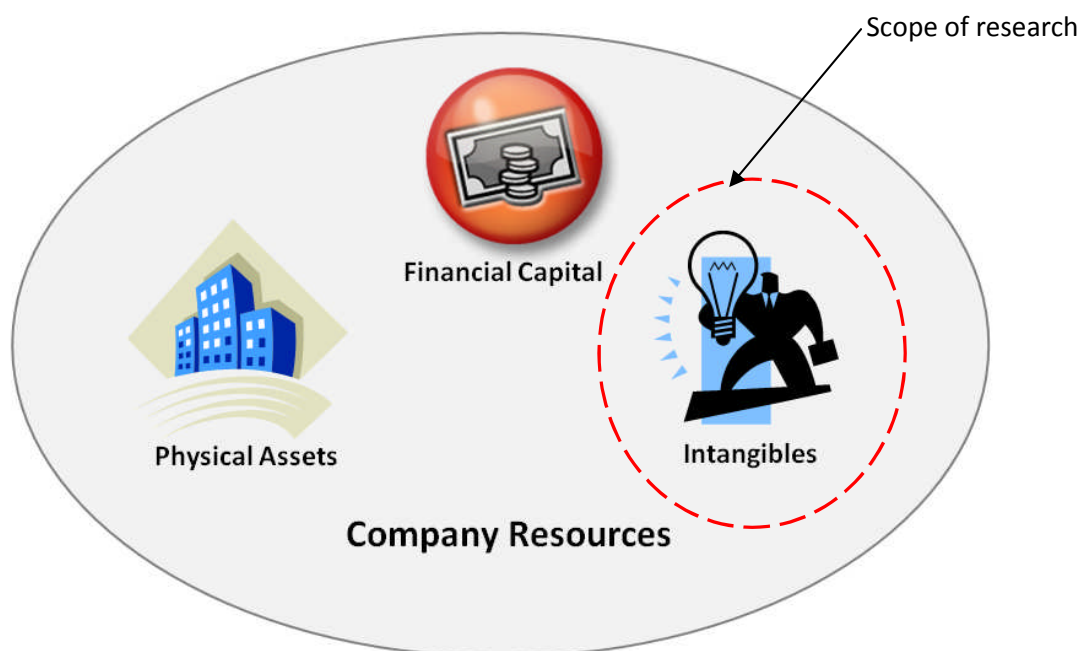 Scope of research
Financial Capital
Physical Assets
Intangibles
Company Resources